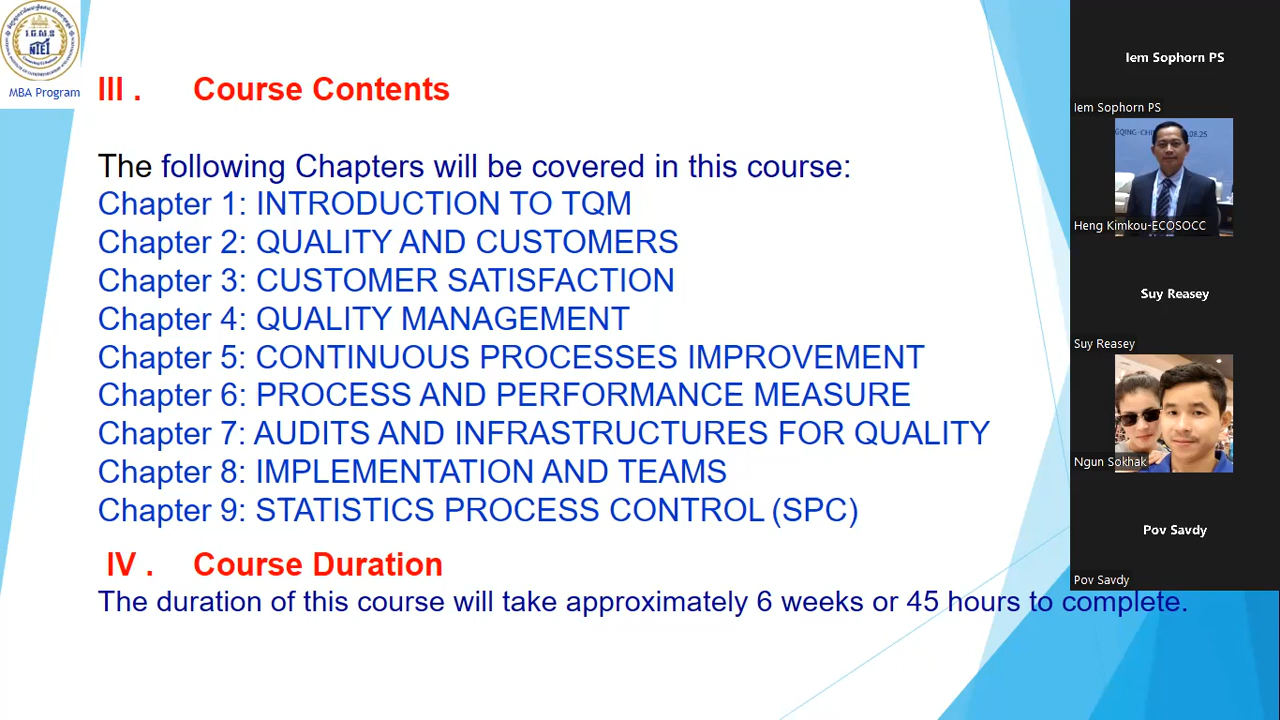 MBA Program
III . Course Contents
The following Chapters will be covered in this course:
Chapter 1: INTRODUCTION TO TQM
Chapter 2: QUALITY AND CUSTOMERS
Chapter 3: CUSTOMER SATISFACTION
Chapter 4: QUALITY MANAGEMENT
Chapter 5: CONTINUOUS PROCESSES IMPROVEMENT
Chapter 6: PROCESS AND PERFORMANCE MEASURE
Chapter 7: AUDITS AND INFRASTRUCTURES FOR QUALITY
Chapter 8: IMPLEMENTATION AND TEAMS
Chapter 9: STATISTICS PROCESS CONTROL (SPC)
IV . Course Duration
The duration of this course will take approximately 6 weeks or 45 hours to complete.
Iem Sophorn PS
Iem Sophorn PS
08.25
Heng Kimkou-ECOSOCC
Suy Reasey
Suy Reasey
Ngun Sokhak
Pov Savdy
Pov Savdy